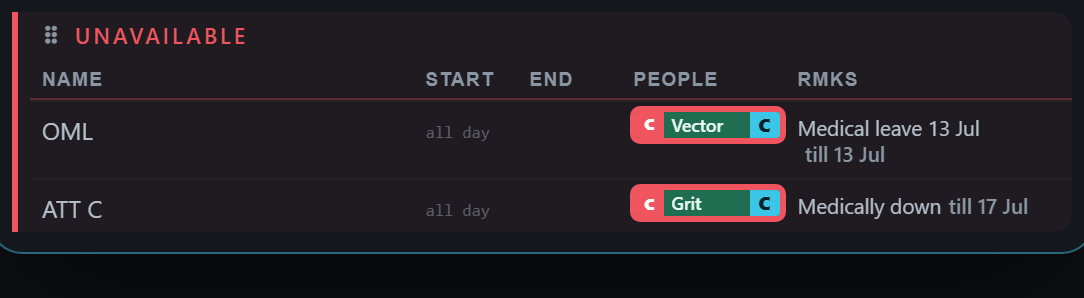 UNAVAILABLE
NAME START END PEOPLE RMKS
OML all day C Vector C Medical leave 13 Jul
till 13 Jul
ATT C all day C Grit C Medically down till 17 Jul